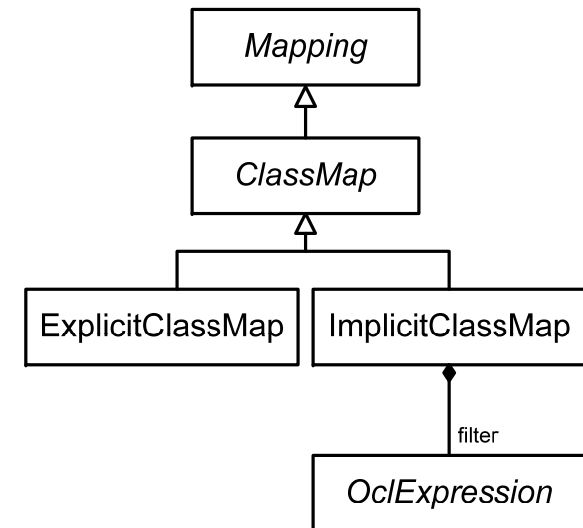 Mapping
ClassMap
ExplicitClassMap
ImplicitClassMap
filter
OclExpression